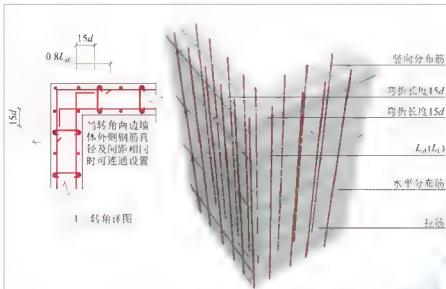 15d
0.8LaE
15d
当转角两边墙
体外侧钢筋直
径及间距相同
时可连通设置
1 转角详图
竖向分布筋
弯折长度15d
弯折长度15d
水平分布筋
拉筋